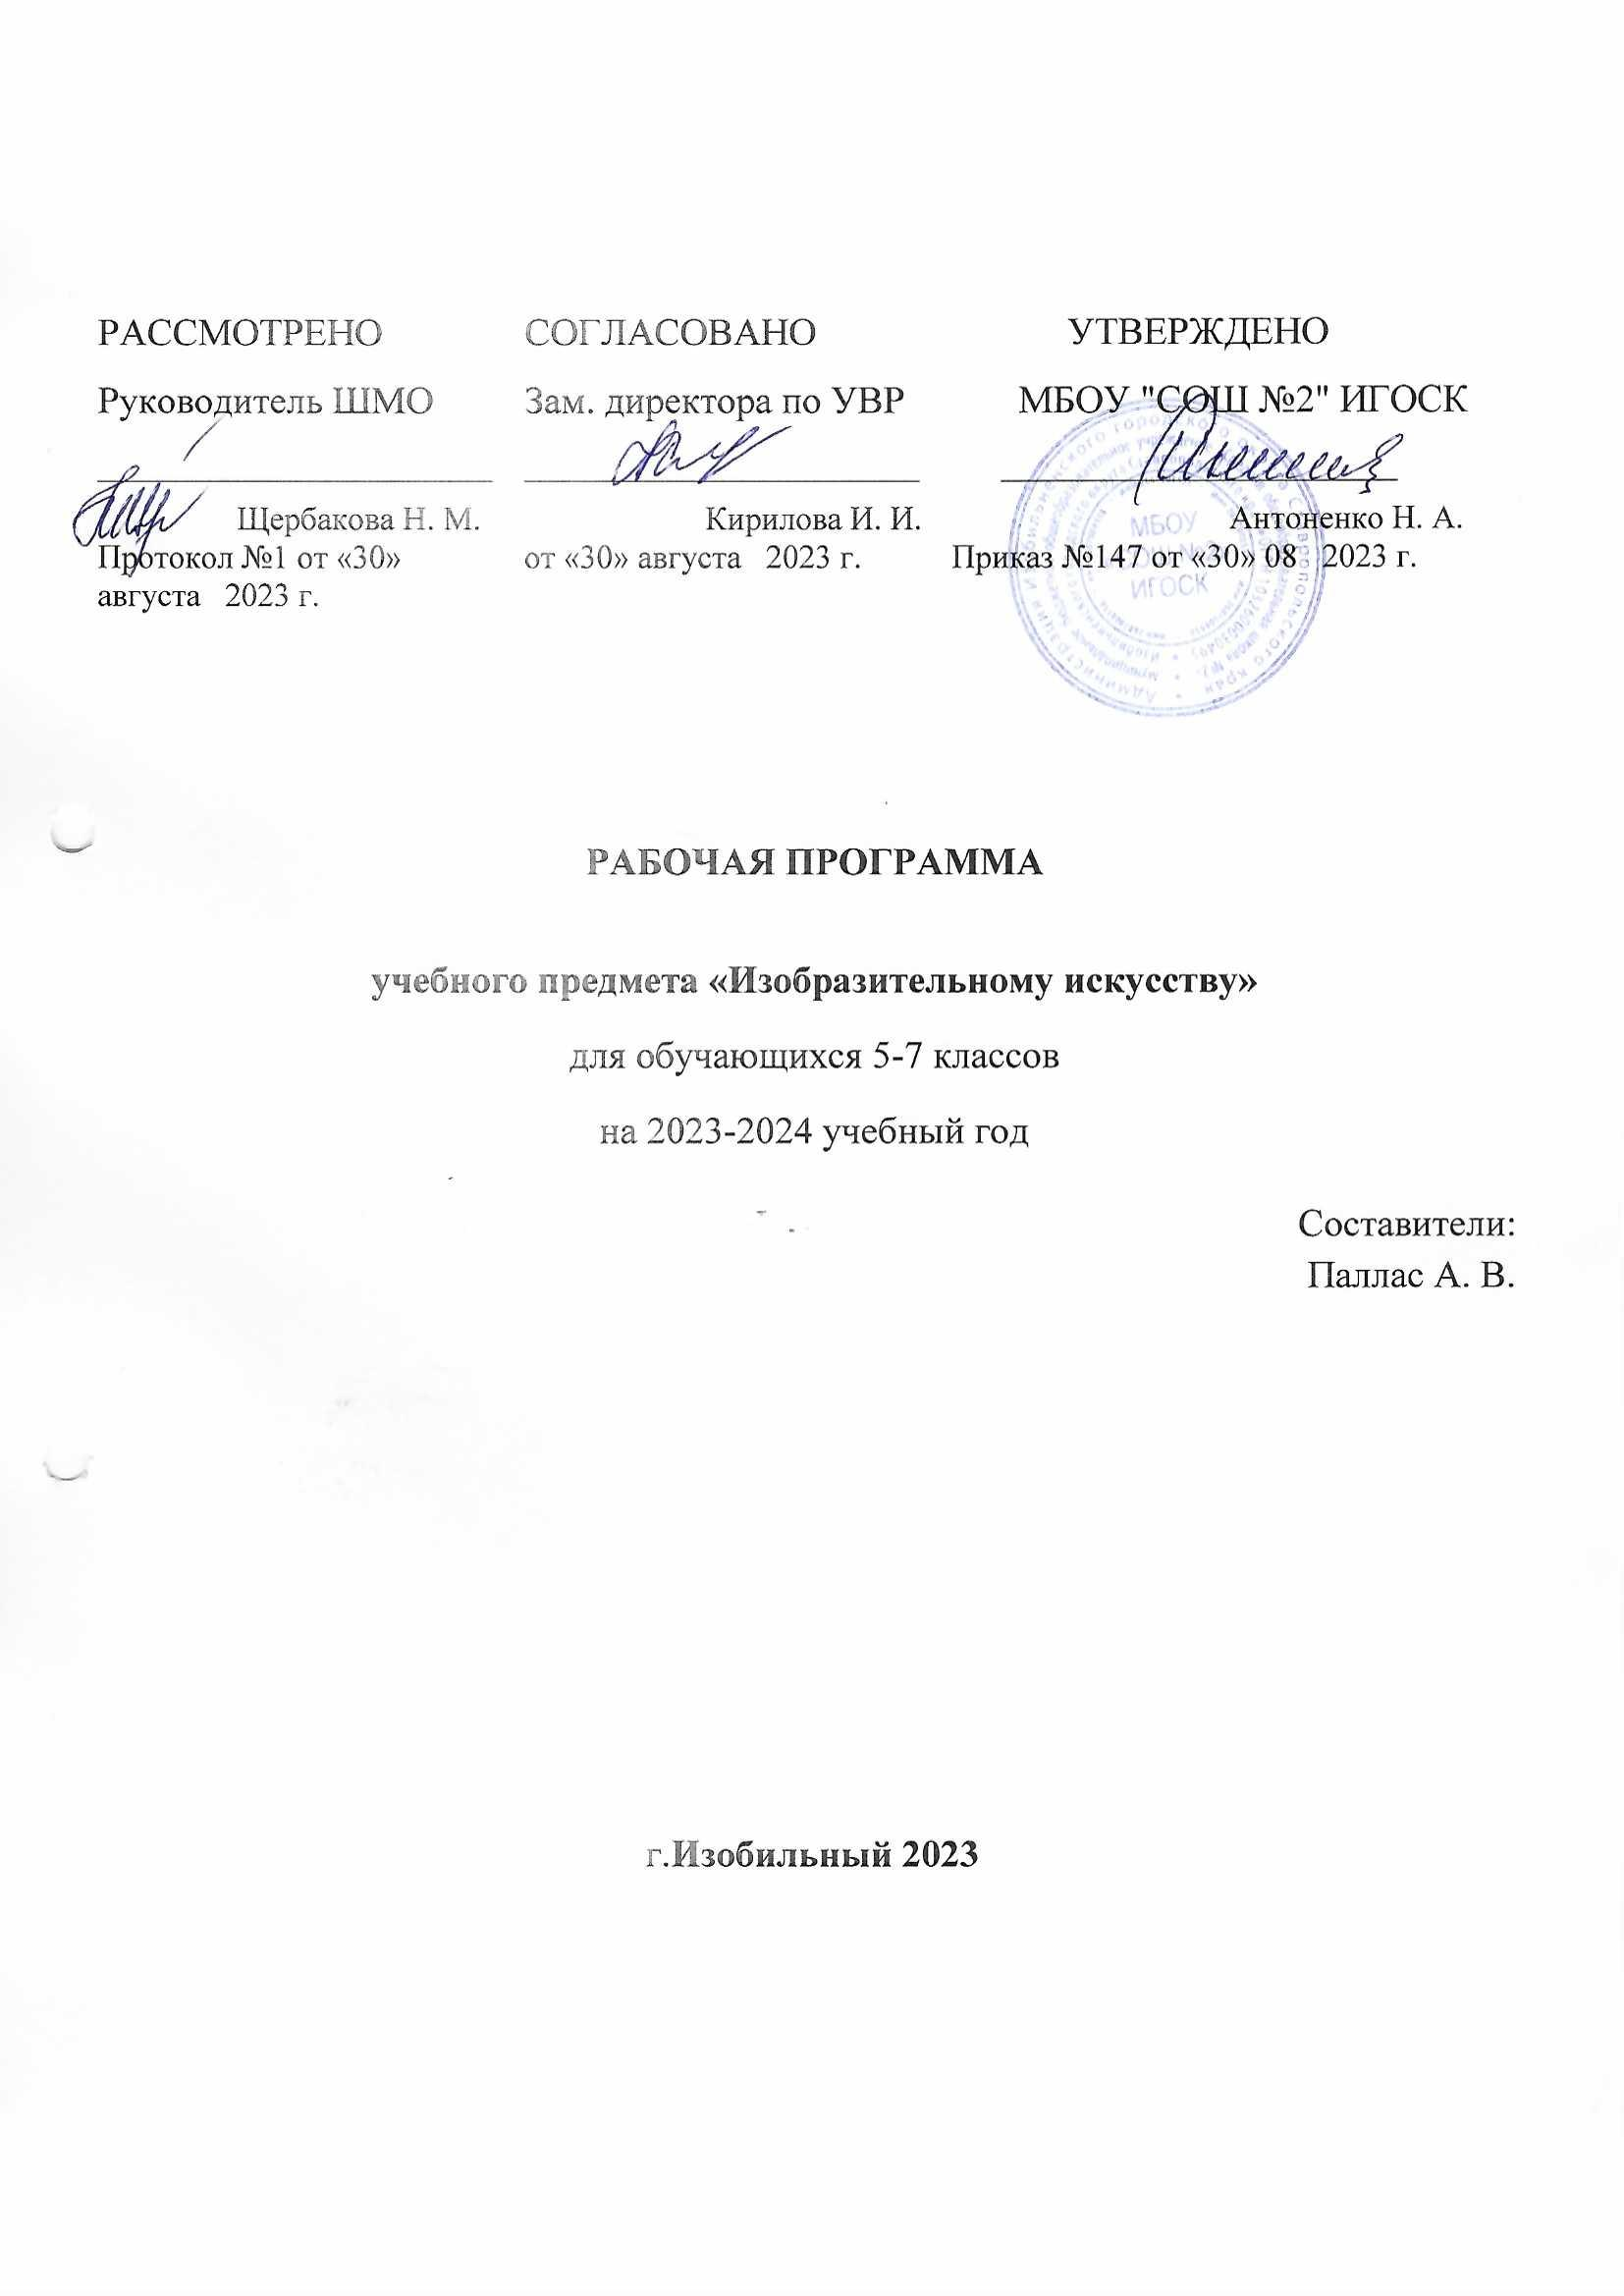 РАССМОТРЕНО СОГЛАСОВАНО УТВЕРЖДЕНО
Руководитель ШМО Зам. директора по УВР МБОУ "СОШ №2" ИГОСК
Щербакова Н. М. Кирилова И. И. Антоненко Н. А.
Протокол №1 от «30» от «30» августа 2023 г. Приказ №147 от «30» 08 2023 г.
августа 2023 г.
МБОУ
ИГОСК
РАБОЧАЯ ПРОГРАММА
учебного предмета «Изобразительному искусству»
для обучающихся 5-7 классов
на 2023-2024 учебный год
Составители:
Паллас А. В.
г.Изобильный 2023